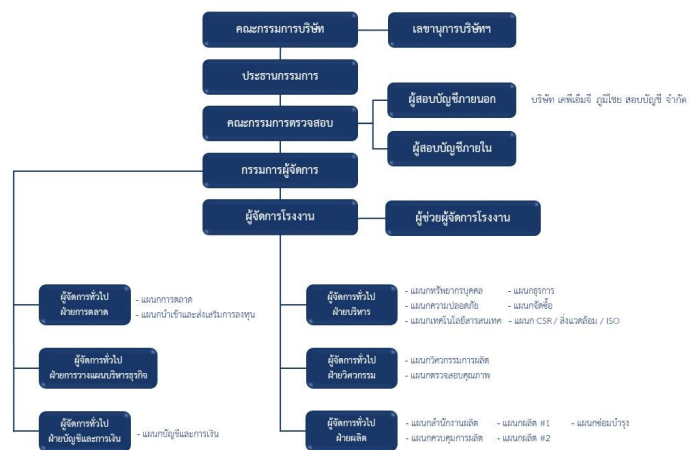 คณะกรรมการบริษัท
เลขานุการบริษัทฯ
ประธานกรรมการ
ผู้สอบบัญชีภายนอก
บริษัท เคพีเอ็มจี ภูมิไชย สอบบัญชี จำกัด
คณะกรรมการตรวจสอบ
ผู้สอบบัญชีภายใน
กรรมการผู้จัดการ
ผู้จัดการโรงงาน
ผู้ช่วยผู้จัดการโรงงาน
ผู้จัดการทั่วไป
ฝ่ายการตลาด
- แผนกการตลาด
- แผนกนำเข้าและส่งเสริมการลงทุน
ผู้จัดการทั่วไป
ฝ่ายบริหาร
- แผนกทรัพยากรบุคคล - แผนกธุรการ
- แผนกความปลอดภัย - แผนกจัดซื้อ
- แผนกเทคโนโลยีสารสนเทศ - แผนก CSR / สิ่งแวดล้อม / ISO
ผู้จัดการทั่วไป
ฝ่ายการวางแผนบริหารธุรกิจ
ผู้จัดการทั่วไป
ฝ่ายวิศวกรรม
- แผนกวิศวกรรมการผลิต
- แผนกตรวจสอบคุณภาพ
ผู้จัดการทั่วไป
ฝ่ายบัญชีและการเงิน
- แผนกบัญชีและการเงิน
ผู้จัดการทั่วไป
ฝ่ายผลิต
- แผนกสำนักงานผลิต - แผนกผลิต #1 - แผนกซ่อมบำรุง
- แผนกควบคุมการผลิต - แผนกผลิต #2